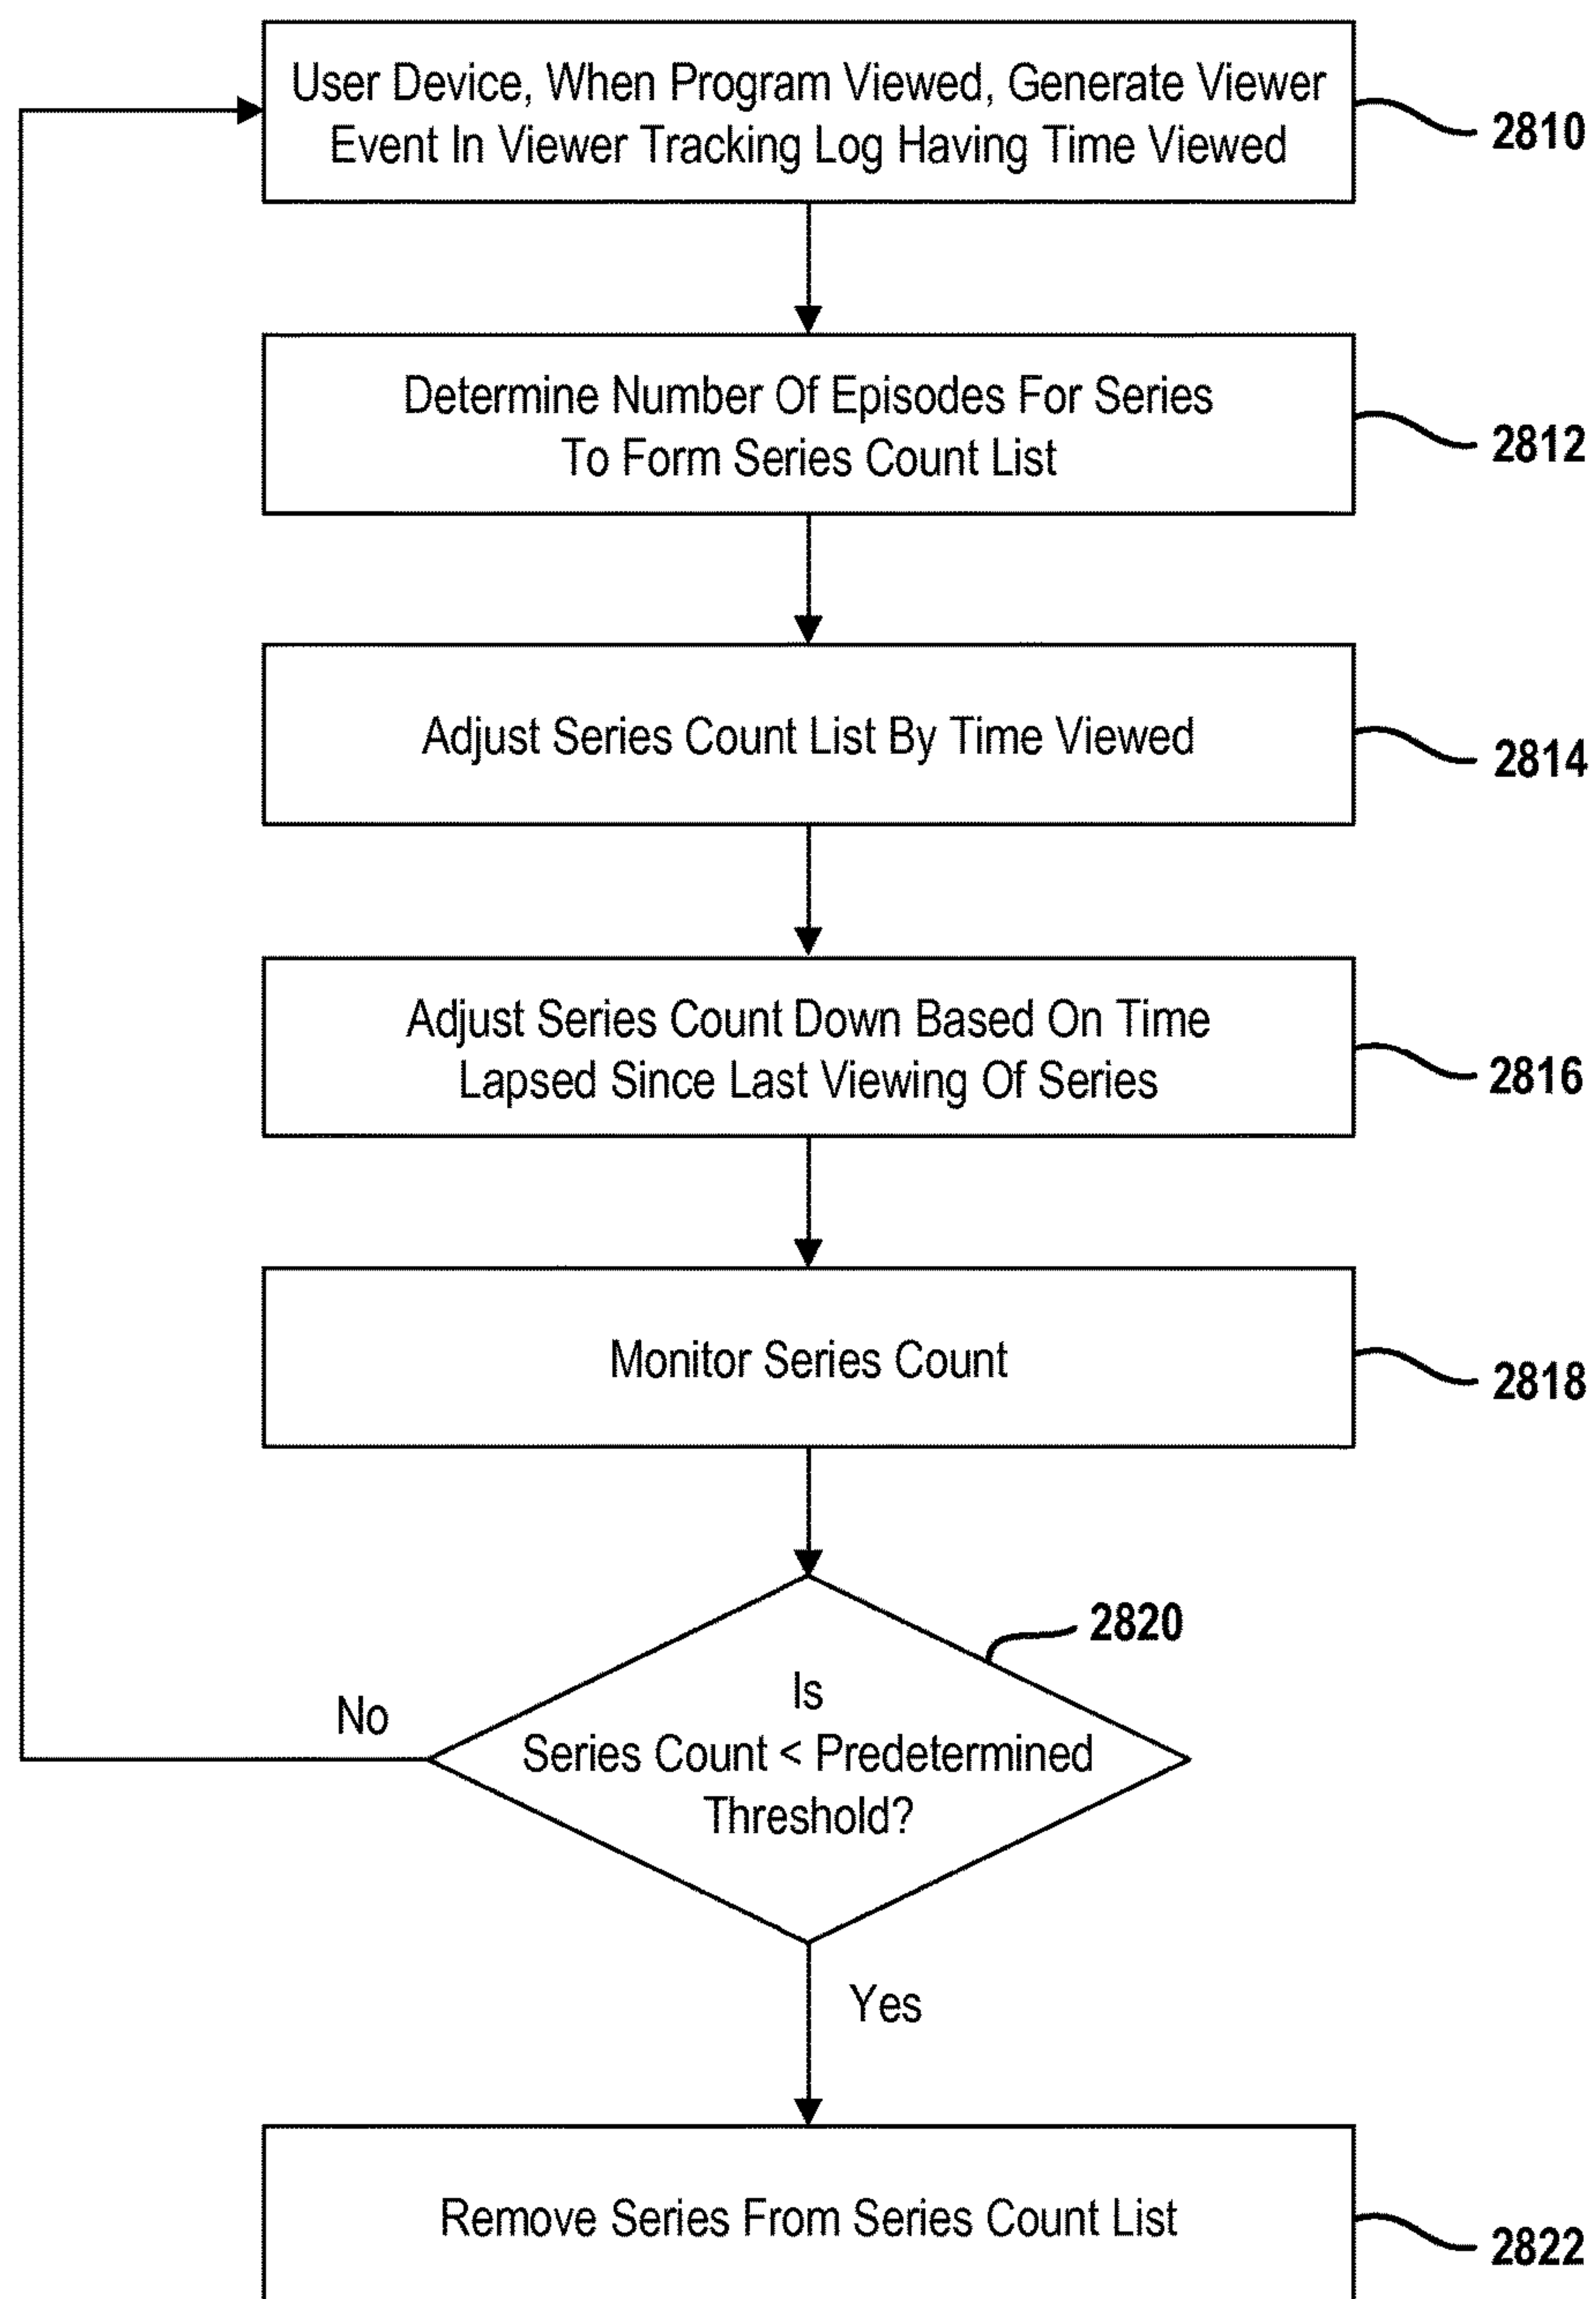 User Device, When Program Viewed, Generate Viewer
Event In Viewer Tracking Log Having Time Viewed
2810
Determine Number Of Episodes For Series
To Form Series Count List
2812
Adjust Series Count List By Time Viewed
2814
Adjust Series Count Down Based On Time
Lapsed Since Last Viewing Of Series
2816
Monitor Series Count
2818
2820
Is
Series Count < Predetermined
Threshold?
No
Yes
Remove Series From Series Count List
2822